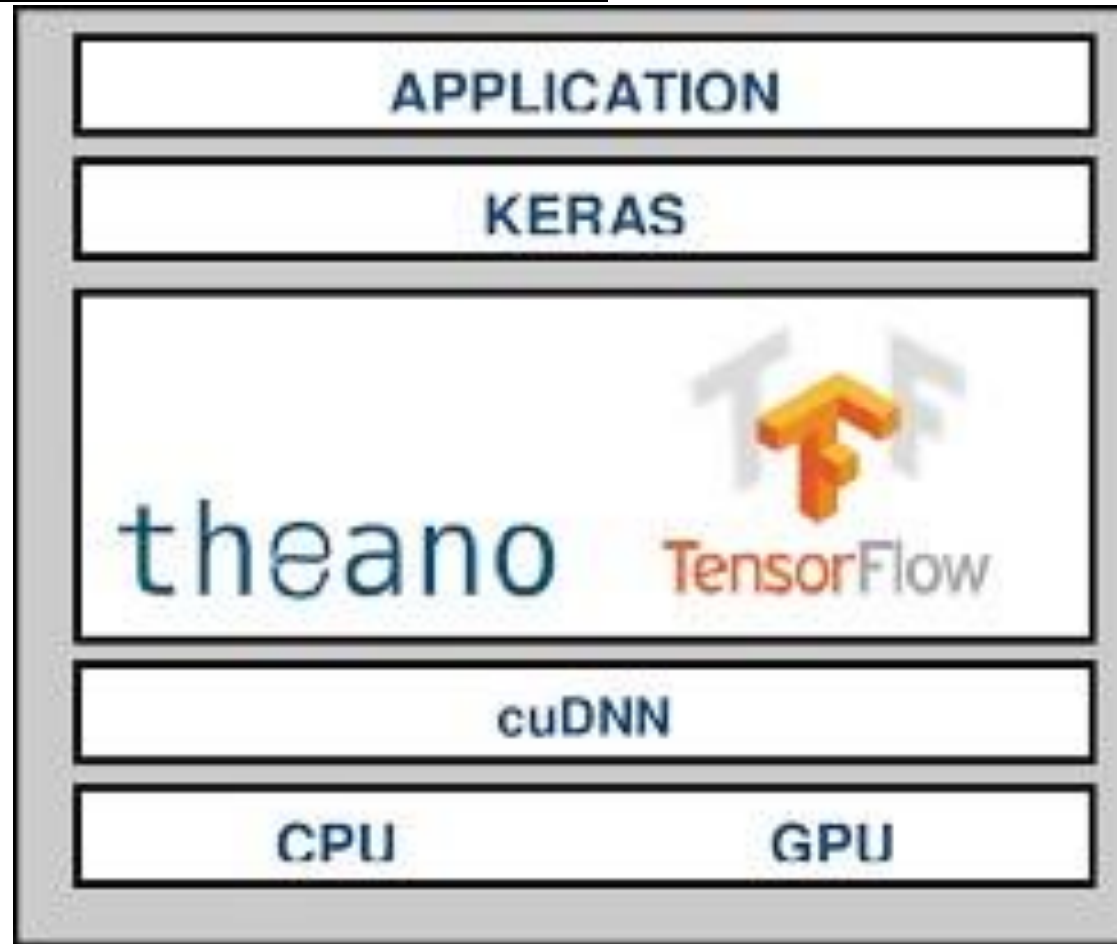 APPLICATION
KERAS
theano TensorFlow
cuDNN
CPU GPU